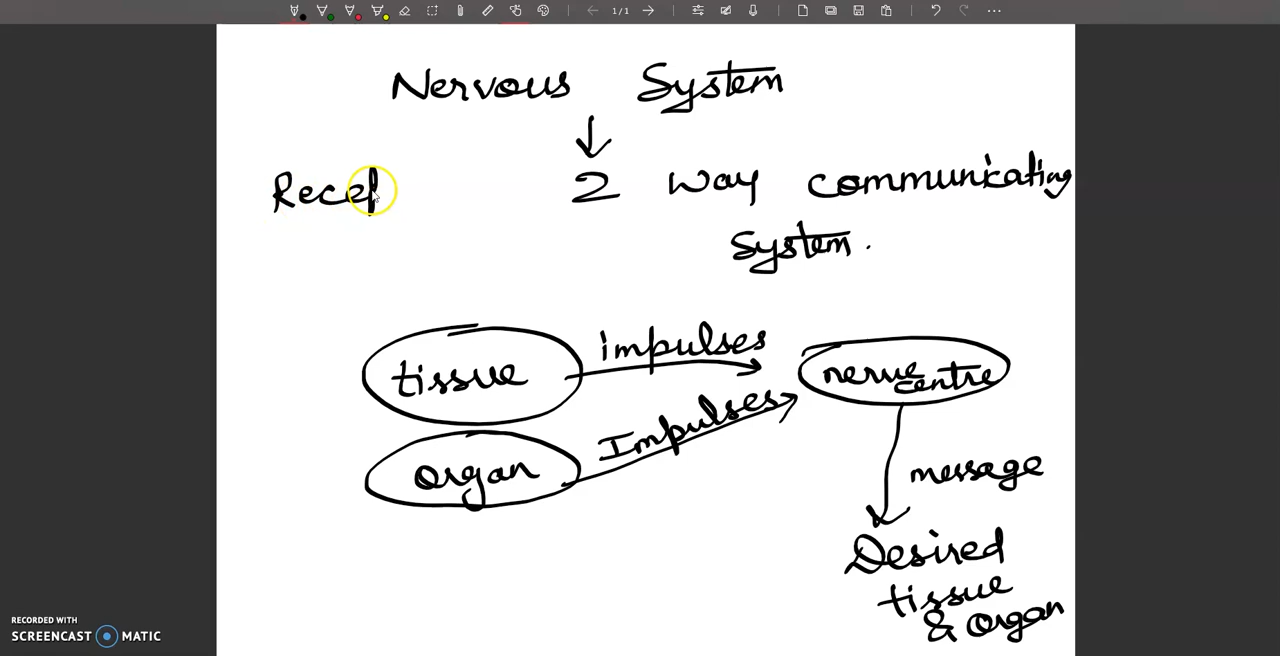 1/1
Nervous System
Recep
2 way communicating
system.
tissue
impulses
nerve
centre
organ
Impulses
message
Desired
tissue
& organ
RECORDED WITH
SCREENCAST MATIC